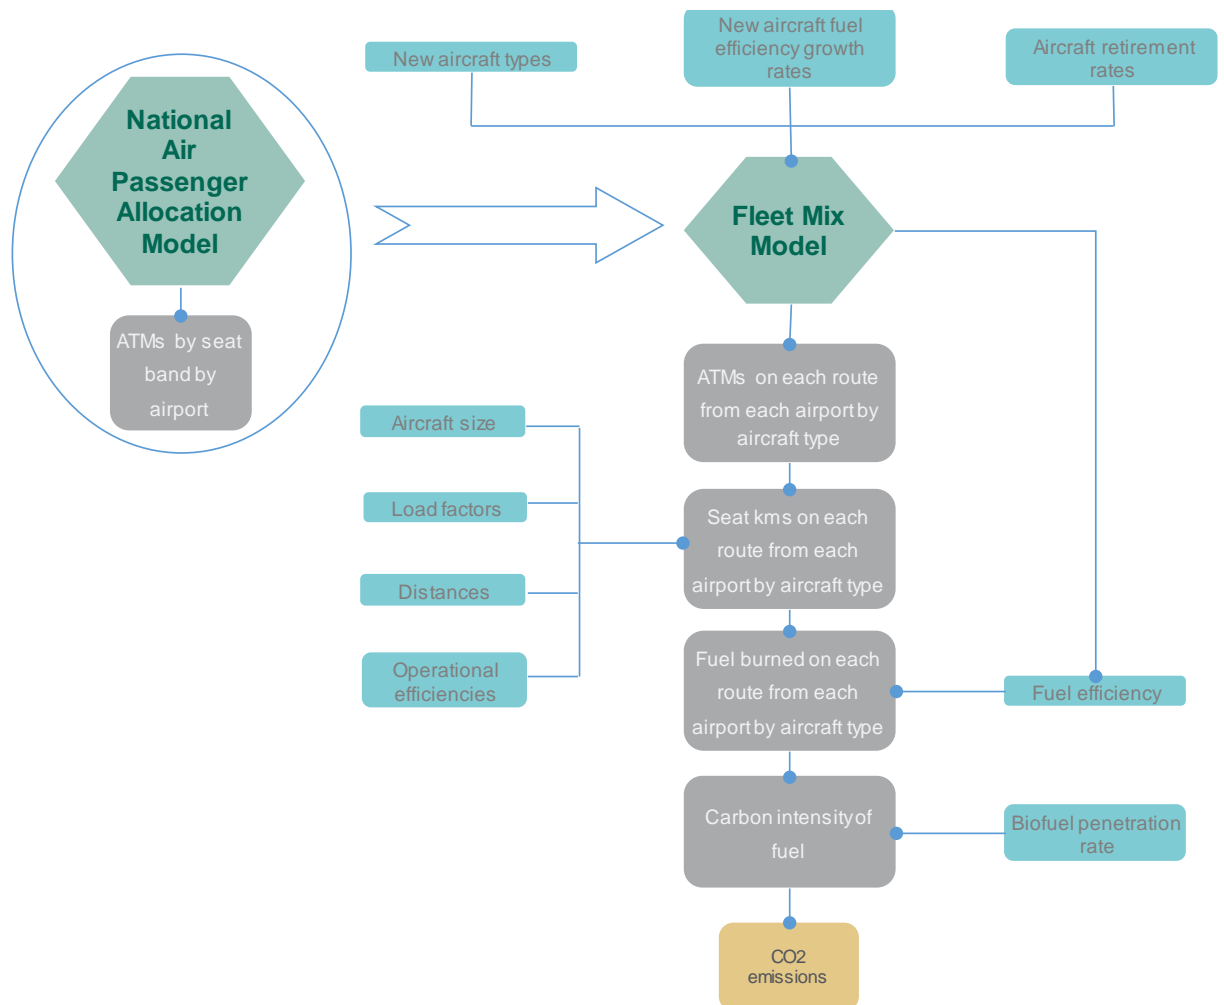 National
Air
Passenger
Allocation
Model
ATMs by seat
band by
airport
New aircraft types
New aircraft fuel
efficiency growth
rates
Aircraft retirement
rates
Fleet Mix
Model
ATMs on each route
from each airport by
aircraft type
Aircraft size
Load factors
Distances
Operational
efficiencies
Seat kms on each
route from each
airport by aircraft type
Fuel burned on each
route from each
airport by aircraft type
Fuel efficiency
Carbon intensity of
fuel
Biofuel penetration
rate
CO2
emissions